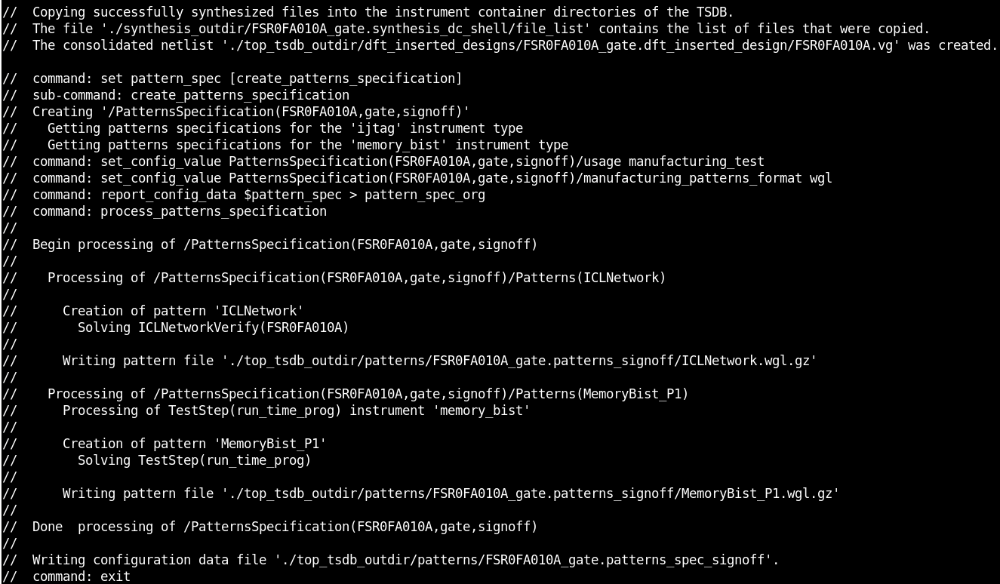 //  Copying successfully synthesized files into the instrument container directories of the TSDB.
//  The file './synthesis_outdir/FSR0FA010A_gate.synthesis_dc_shell/file_list' contains the list of files that were copied.
//  The consolidated netlist './top_tsdb_outdir/dft_inserted_designs/FSR0FA010A_gate.dft_inserted_design/FSR0FA010A.vg' was created.

//  command: set pattern_spec [create_patterns_specification]
//  sub-command: create_patterns_specification
//  Creating '/PatternsSpecification(FSR0FA010A,gate,signoff)'
//    Getting patterns specifications for the 'ijtag' instrument type
//    Getting patterns specifications for the 'memory_bist' instrument type
//  command: set_config_value PatternsSpecification(FSR0FA010A,gate,signoff)/usage manufacturing_test
//  command: set_config_value PatternsSpecification(FSR0FA010A,gate,signoff)/manufacturing_patterns_format wgl
//  command: report_config_data $pattern_spec > pattern_spec_org
//  command: process_patterns_specification
//
//  Begin processing of /PatternsSpecification(FSR0FA010A,gate,signoff)
//
//    Processing of /PatternsSpecification(FSR0FA010A,gate,signoff)/Patterns(ICLNetwork)
//
//      Creation of pattern 'ICLNetwork'
//        Solving ICLNetworkVerify(FSR0FA010A)
//
//      Writing pattern file './top_tsdb_outdir/patterns/FSR0FA010A_gate.patterns_signoff/ICLNetwork.wgl.gz'
//
//    Processing of /PatternsSpecification(FSR0FA010A,gate,signoff)/Patterns(MemoryBist_P1)
//      Processing of TestStep(run_time_prog) instrument 'memory_bist'
//
//      Creation of pattern 'MemoryBist_P1'
//        Solving TestStep(run_time_prog)
//
//      Writing pattern file './top_tsdb_outdir/patterns/FSR0FA010A_gate.patterns_signoff/MemoryBist_P1.wgl.gz'
//
//  Done  processing of /PatternsSpecification(FSR0FA010A,gate,signoff)
//
//  Writing configuration data file './top_tsdb_outdir/patterns/FSR0FA010A_gate.patterns_spec_signoff'.
//  command: exit